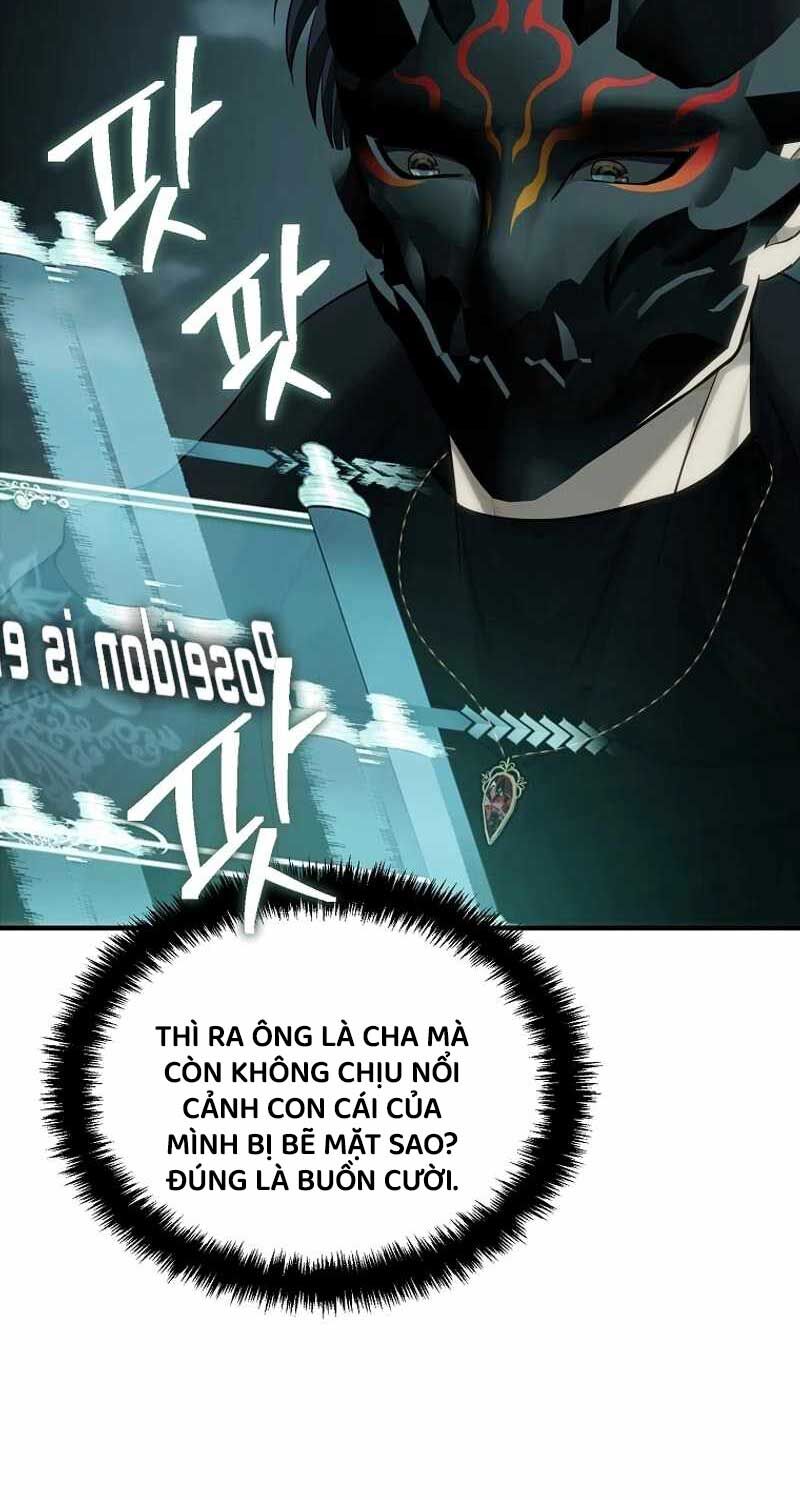 팟
팟
Poseidon is e
팟
THÌ RA ÔNG LÀ CHA MÀ
CÒN KHÔNG CHỊU NỔI
CẢNH CON CÁI CỦA
MÌNH BỊ BẼ MẶT SAO?
ĐÚNG LÀ BUỒN CƯỜI.